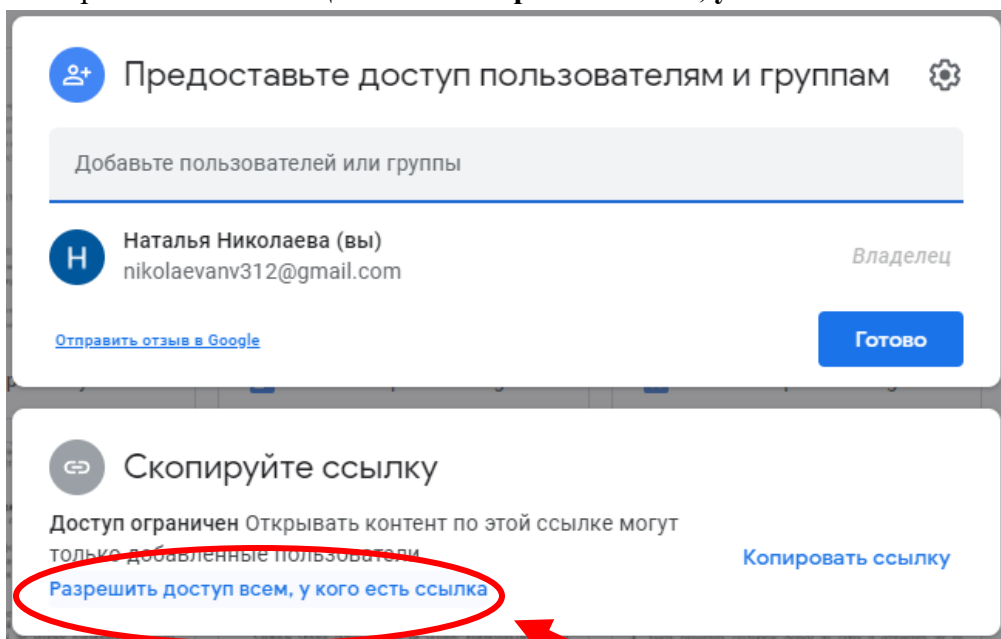 Предоставьте доступ пользователям и группам
Добавьте пользователей или группы
Н
Наталья Николаева (вы)
nikolaevanv312@gmail.com
Владелец
Отправить отзыв в Google
Готово
Скопируйте ссылку
Доступ ограничен Открывать контент по этой ссылке могут
только добавленные пользователи
Копировать ссылку
Разрешить доступ всем, у кого есть ссылка